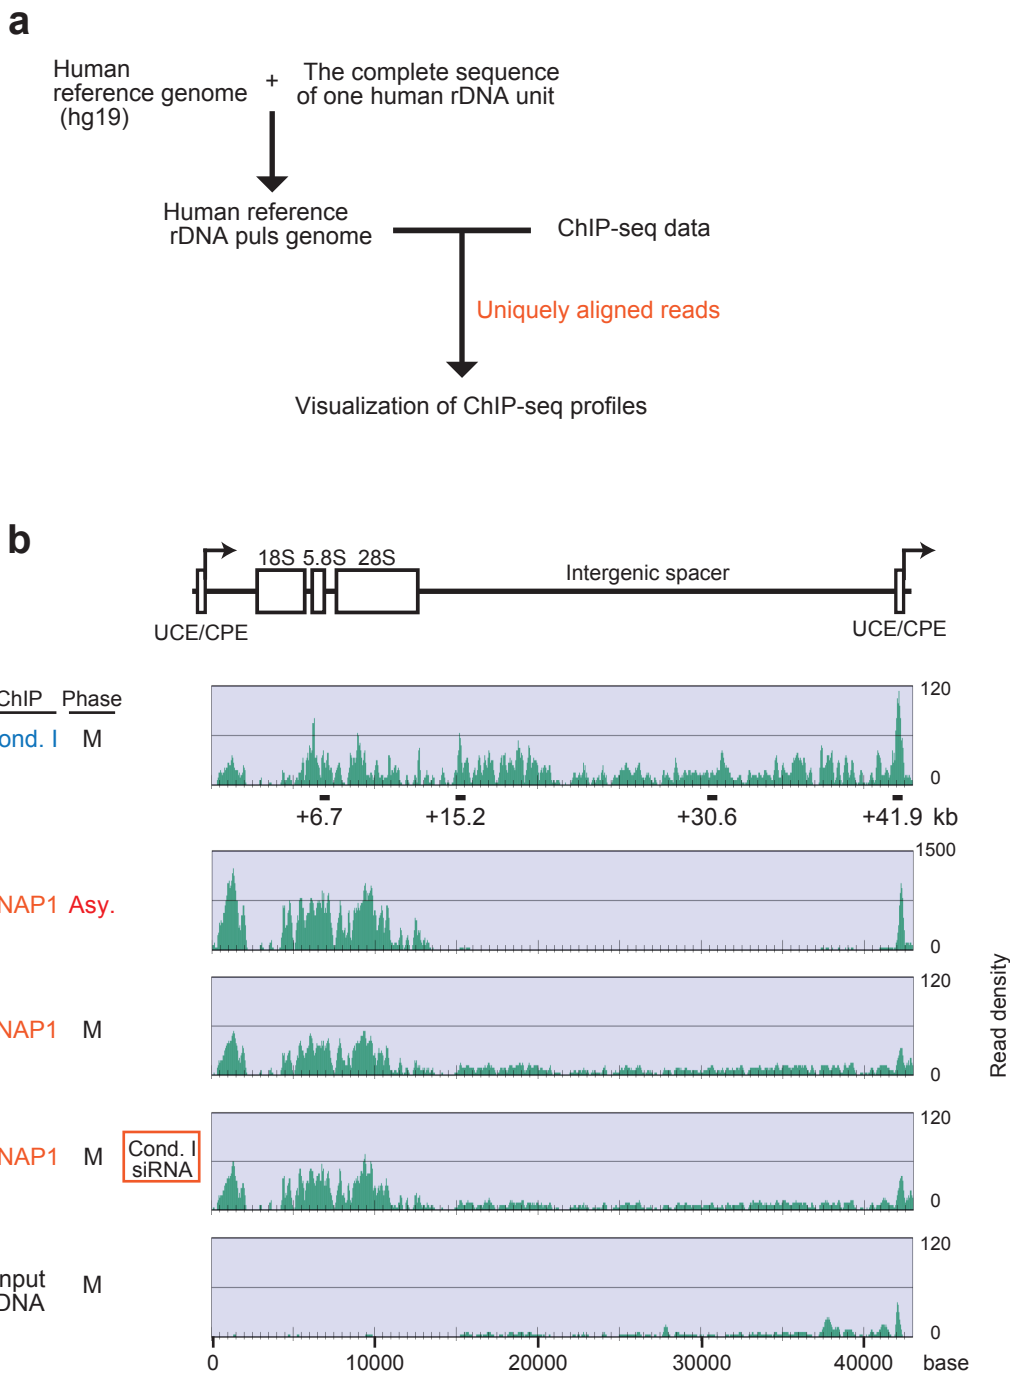 a
Human
reference genome
(hg19)
+
The complete sequence
of one human rDNA unit
Human reference
rDNA puls genome
ChIP-seq data
Uniquely aligned reads
Visualization of ChIP-seq profiles
b
18S 5.8S 28S
Intergenic spacer
UCE/CPE
UCE/CPE
ChIP Phase
ond. I M
120
0
+6.7 +15.2 +30.6 +41.9 kb
NAP1 Asy.
1500
0
NAP1 M
120
0
NAP1 M
Cond. I
siRNA
120
0
nput
DNA
M
120
0
Read density
0 10000 20000 30000 40000 base